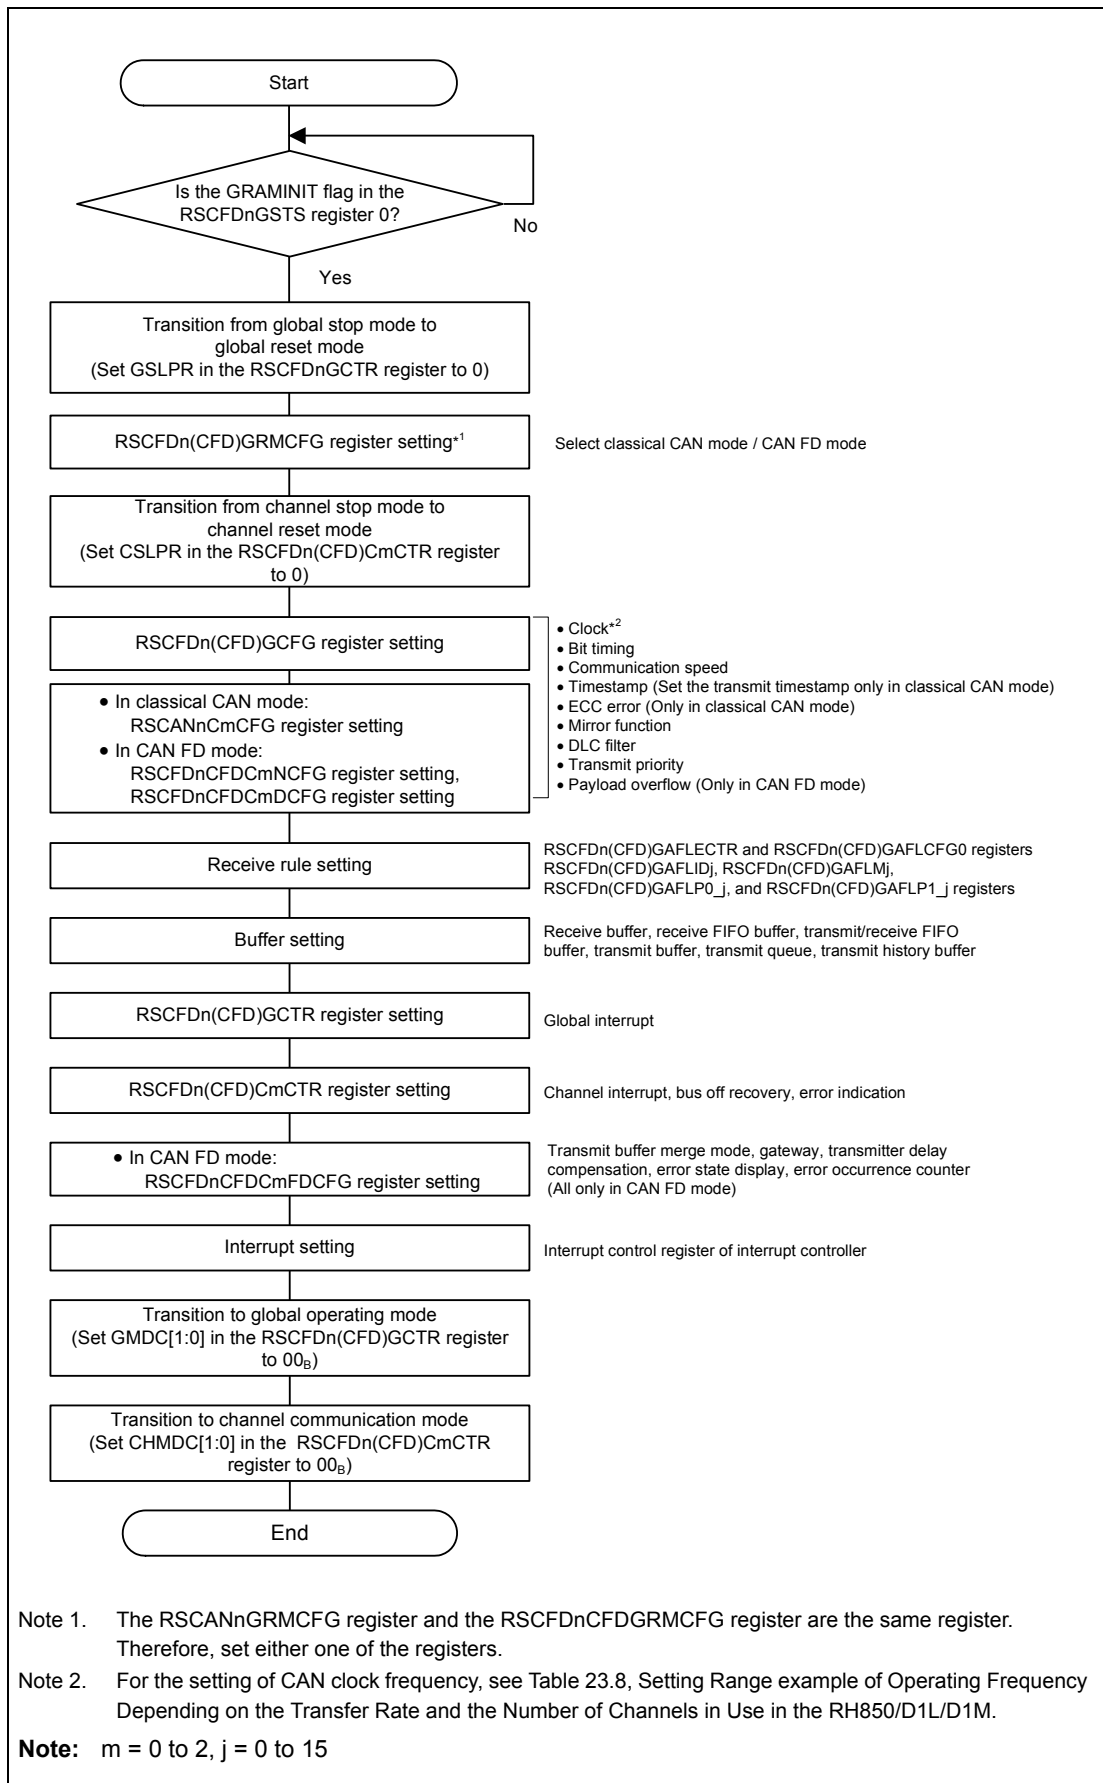 Start
Is the GRAMINIT flag in the
RSCFDnGSTS register 0?
No
Yes
Transition from global stop mode to
global reset mode
(Set GSLPR in the RSCFDnGCTR register to 0)
RSCFDn(CFD)GRMCFG register setting*1
Select classical CAN mode / CAN FD mode
Transition from channel stop mode to
channel reset mode
(Set CSLPR in the RSCFDn(CFD)CmCTR register
to 0)
RSCFDn(CFD)GCFG register setting
• In classical CAN mode:
RSCANnCmCFG register setting
• In CAN FD mode:
RSCFDnCFDCmNCFG register setting,
RSCFDnCFDCmDCFG register setting
• Clock*2
• Bit timing
• Communication speed
• Timestamp (Set the transmit timestamp only in classical CAN mode)
• ECC error (Only in classical CAN mode)
• Mirror function
• DLC filter
• Transmit priority
• Payload overflow (Only in CAN FD mode)
Receive rule setting
RSCFDn(CFD)GAFLECTR and RSCFDn(CFD)GAFLCFG0 registers
RSCFDn(CFD)GAFLIDj, RSCFDn(CFD)GAFLMj,
RSCFDn(CFD)GAFLP0_j, and RSCFDn(CFD)GAFLP1_j registers
Buffer setting
Receive buffer, receive FIFO buffer, transmit/receive FIFO
buffer, transmit buffer, transmit queue, transmit history buffer
RSCFDn(CFD)GCTR register setting
Global interrupt
RSCFDn(CFD)CmCTR register setting
Channel interrupt, bus off recovery, error indication
• In CAN FD mode:
RSCFDnCFDCmFDCFG register setting
Transmit buffer merge mode, gateway, transmitter delay
compensation, error state display, error occurrence counter
(All only in CAN FD mode)
Interrupt setting
Interrupt control register of interrupt controller
Transition to global operating mode
(Set GMDC[1:0] in the RSCFDn(CFD)GCTR register
to 00B)
Transition to channel communication mode
(Set CHMDC[1:0] in the RSCFDn(CFD)CmCTR
register to 00B)
End
Note 1. The RSCANnGRMCFG register and the RSCFDnCFDGRMCFG register are the same register.
Therefore, set either one of the registers.
Note 2. For the setting of CAN clock frequency, see Table 23.8, Setting Range example of Operating Frequency
Depending on the Transfer Rate and the Number of Channels in Use in the RH850/D1L/D1M.
Note: m = 0 to 2, j = 0 to 15